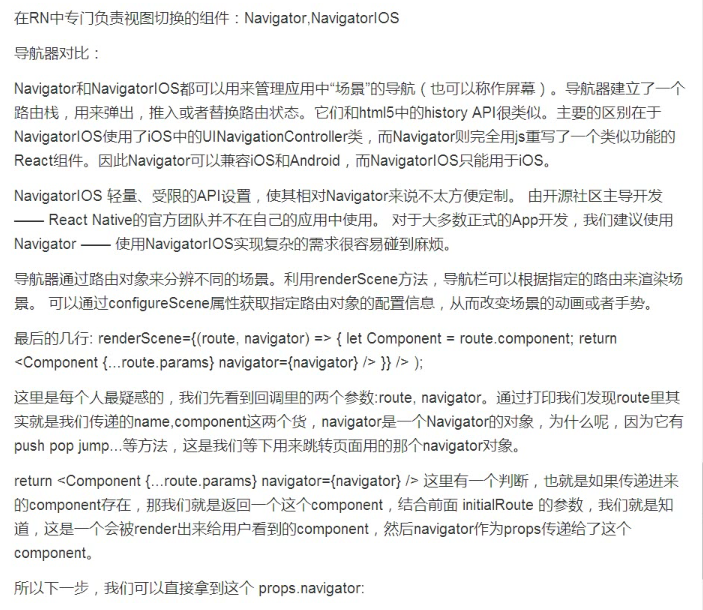 在RN中专门负责视图切换的组件：Navigator,NavigatorIOS
导航器对比：
Navigator和NavigatorIOS都可以用来管理应用中“场景”的导航（也可以称作屏幕）。导航器建立了一个
路由栈，用来弹出，推入或者替换路由状态。它们和html5中的history API很类似。主要的区别在于
NavigatorIOS使用了iOS中的UINavigationController类，而Navigator则完全用js重写了一个类似功能的
React组件。因此Navigator可以兼容iOS和Android，而NavigatorIOS只能用于iOS。
NavigatorIOS 轻量、受限的API设置，使其相对Navigator来说不太方便定制。 由开源社区主导开发
—— React Native的官方团队并不在自己的应用中使用。 对于大多数正式的App开发，我们建议使用
Navigator —— 使用NavigatorIOS实现复杂的需求很容易碰到麻烦。
导航器通过路由对象来分辨不同的场景。利用renderScene方法，导航栏可以根据指定的路由来渲染场
景。 可以通过configureScene属性获取指定路由对象的配置信息，从而改变场景的动画或者手势。
最后的几行: renderScene={(route, navigator) => { let Component = route.component; return
<Component {...route.params} navigator={navigator} /> }} /> );
这里是每个人最疑惑的，我们先看到回调里的两个参数:route, navigator。通过打印我们发现route里其
实就是我们传递的name,component这两个货，navigator是一个Navigator的对象，为什么呢，因为它有
push pop jump...等方法，这是我们等下用来跳转页面用的那个navigator对象。
return <Component {...route.params} navigator={navigator} /> 这里有一个判断，也就是如果传递进来
的component存在，那我们就是返回一个这个component，结合前面 initialRoute 的参数，我们就是知
道，这是一个会被render出来给用户看到的component，然后navigator作为props传递给了这个
component。
所以下一步，我们可以直接拿到这个 props.navigator: